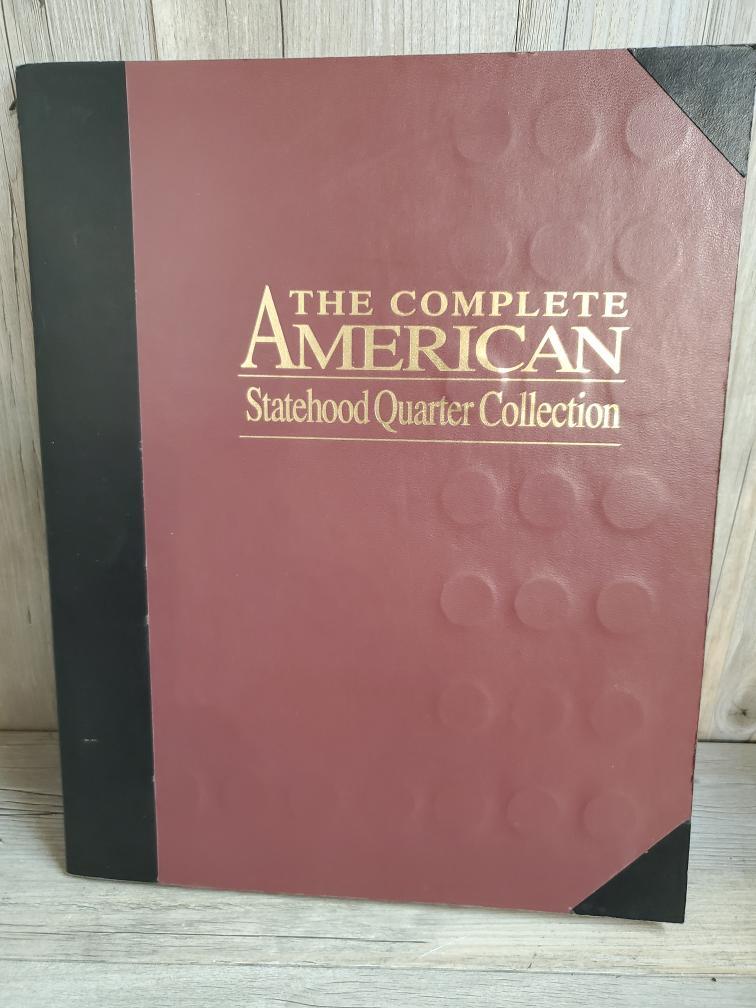 THE COMPLETE
AMERICAN
Statehood Quarter Collection